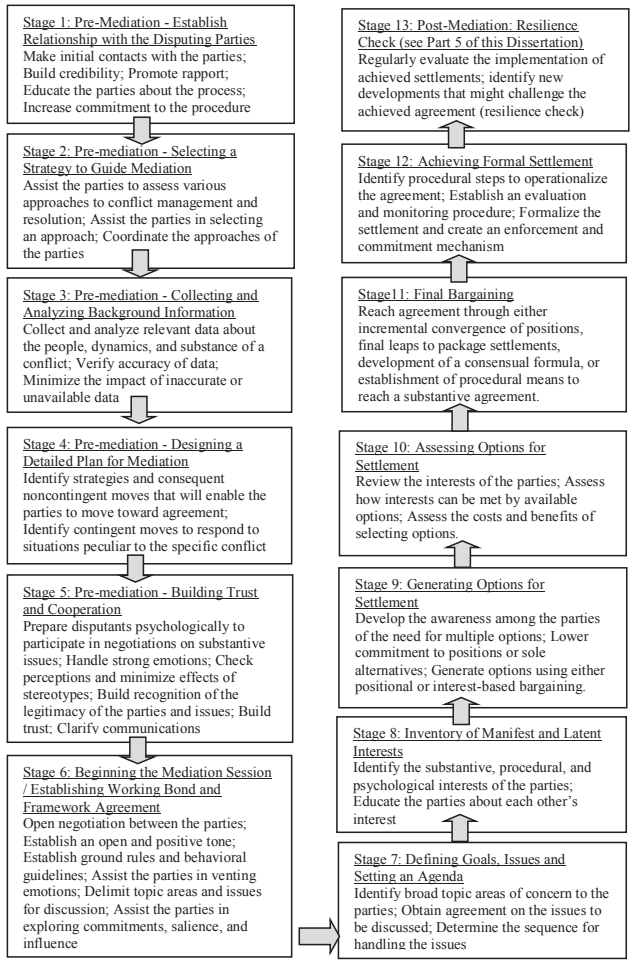 Stage 1: Pre-Mediation - Establish
Relationship with the Disputing Parties
Make initial contacts with the parties;
Build credibility; Promote rapport;
Educate the parties about the process;
Increase commitment to the procedure
Stage 2: Pre-mediation - Selecting a
Strategy to Guide Mediation
Assist the parties to assess various
approaches to conflict management and
resolution; Assist the parties in selecting
an approach; Coordinate the approaches of
the parties
Stage 3: Pre-mediation - Collecting and
Analyzing Background Information
Collect and analyze relevant data about
the people, dynamics, and substance of a
conflict; Verify accuracy of data;
Minimize the impact of inaccurate or
unavailable data
Stage 4: Pre-mediation - Designing a
Detailed Plan for Mediation
Identify strategies and consequent
noncontingent moves that will enable the
parties to move toward agreement;
Identify contingent moves to respond to
situations peculiar to the specific conflict
Stage 5: Pre-mediation - Building Trust
and Cooperation
Prepare disputants psychologically to
participate in negotiations on substantive
issues; Handle strong emotions; Check
perceptions and minimize effects of
stereotypes; Build recognition of the
legitimacy of the parties and issues; Build
trust; Clarify communications
Stage 6: Beginning the Mediation Session
/ Establishing Working Bond and
Framework Agreement
Open negotiation between the parties;
Establish an open and positive tone;
Establish ground rules and behavioral
guidelines; Assist the parties in venting
emotions; Delimit topic areas and issues
for discussion; Assist the parties in
exploring commitments, salience, and
influence
Stage 7: Defining Goals, Issues and
Setting an Agenda
Identify broad topic areas of concern to the
parties; Obtain agreement on the issues to
be discussed; Determine the sequence for
handling the issues
Stage 8: Inventory of Manifest and Latent
Interests
Identify the substantive, procedural, and
psychological interests of the parties;
Educate the parties about each other's
interest
Stage 9: Generating Options for
Settlement
Develop the awareness among the parties
of the need for multiple options; Lower
commitment to positions or sole
alternatives; Generate options using either
positional or interest-based bargaining.
Stage 10: Assessing Options for
Settlement
Review the interests of the parties; Assess
how interests can be met by available
options; Assess the costs and benefits of
selecting options.
Stage11: Final Bargaining
Reach agreement through either
incremental convergence of positions,
final leaps to package settlements,
development of a consensual formula, or
establishment of procedural means to
reach a substantive agreement.
Stage 12: Achieving Formal Settlement
Identify procedural steps to operationalize
the agreement; Establish an evaluation
and monitoring procedure; Formalize the
settlement and create an enforcement and
commitment mechanism
Stage 13: Post-Mediation: Resilience
Check (see Part 5 of this Dissertation)
Regularly evaluate the implementation of
achieved settlements; identify new
developments that might challenge the
achieved agreement (resilience check)